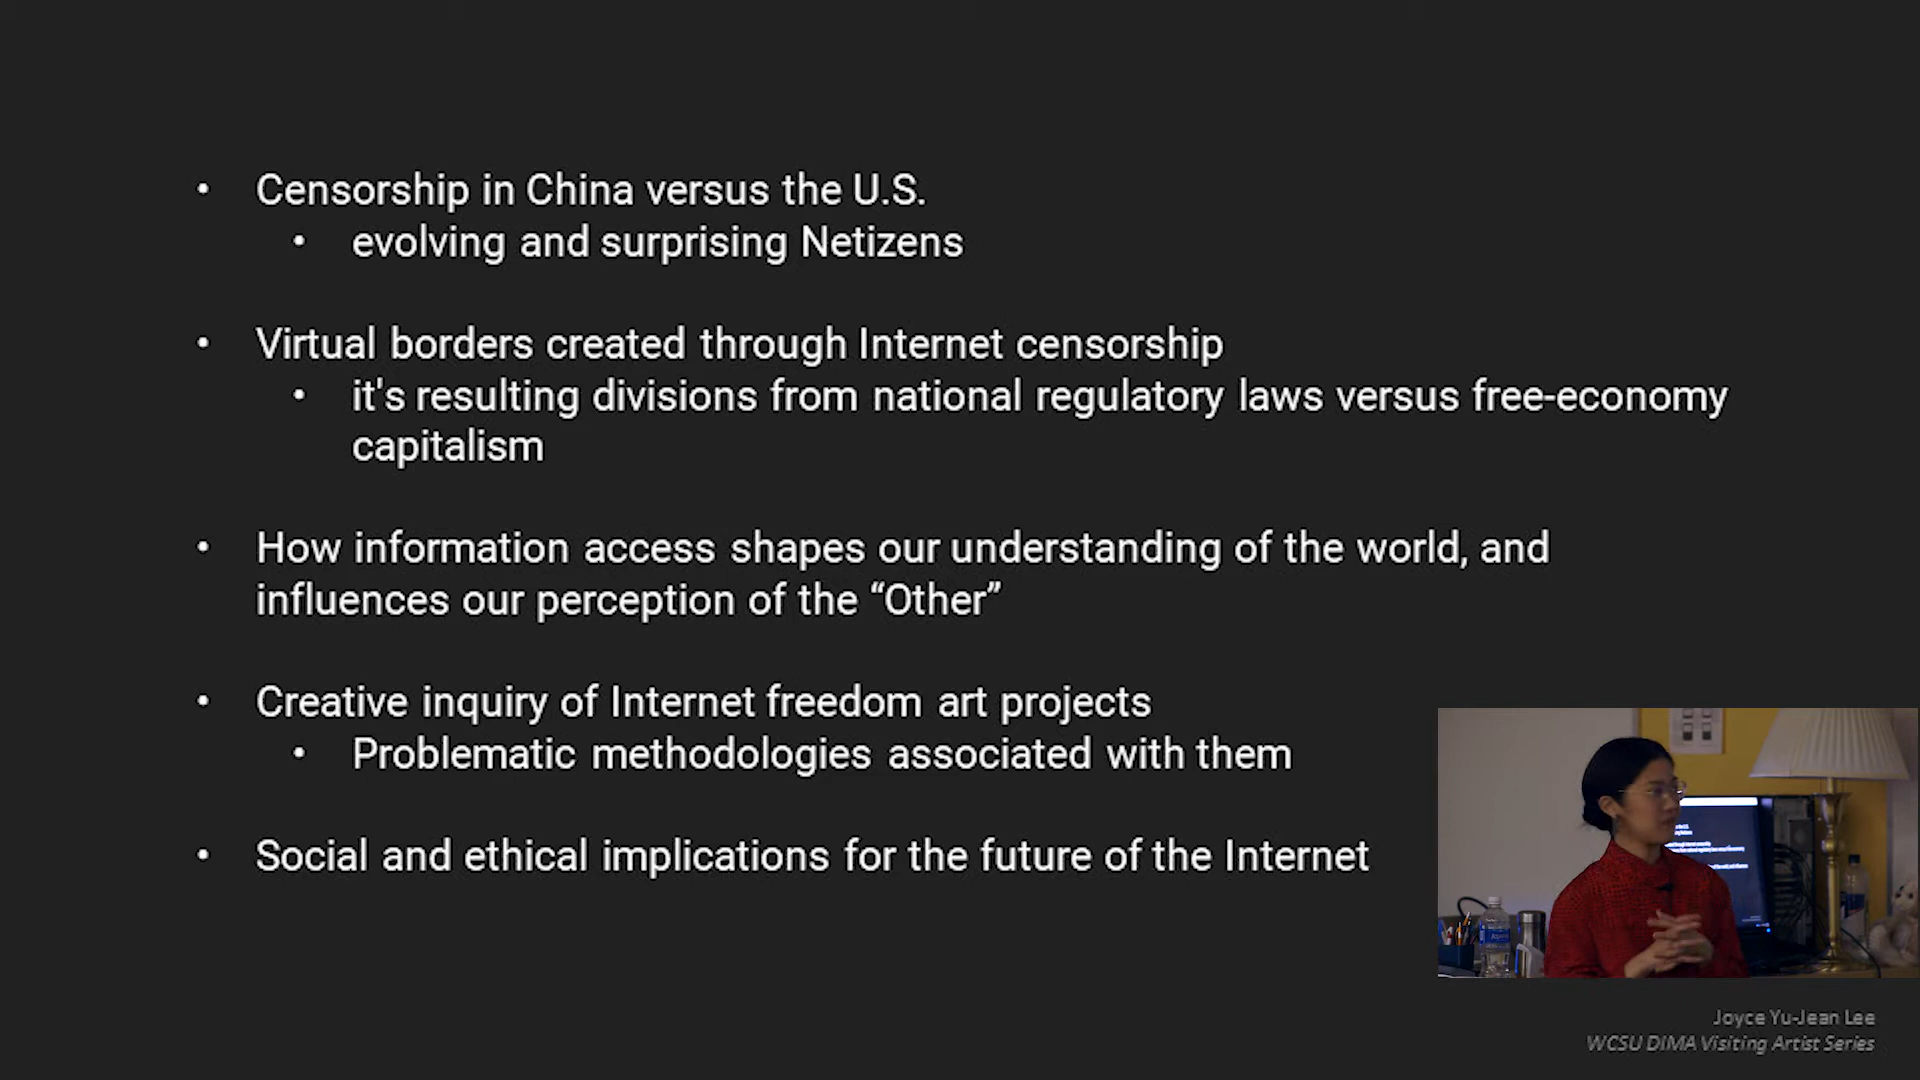 • Censorship in China versus the U.S.
• evolving and surprising Netizens
• Virtual borders created through Internet censorship
• it's resulting divisions from national regulatory laws versus free-economy
capitalism
• How information access shapes our understanding of the world, and
influences our perception of the “Other”
• Creative inquiry of Internet freedom art projects
• Problematic methodologies associated with them
• Social and ethical implications for the future of the Internet
Joyce Yu-Jean Lee
WCSU DIMA Visiting Artist Series